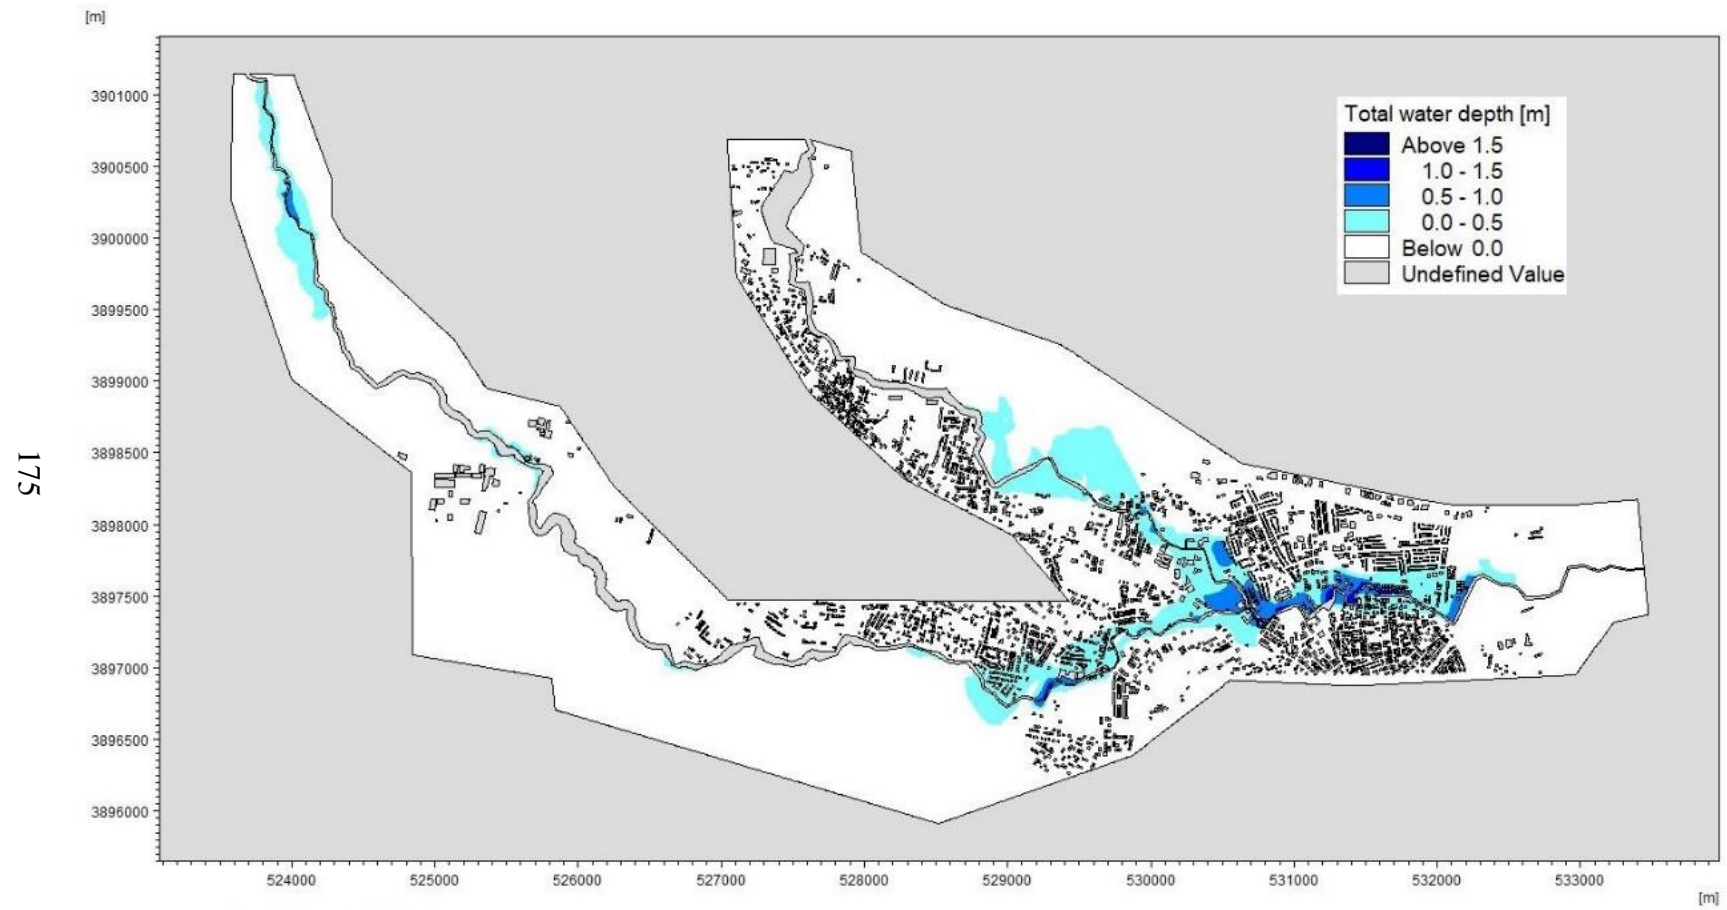 [m]
3901000
3900500
3900000
3899500
3899000
3898500
3898000
3897500
3897000
3896500
3896000
Total water depth [m]
Above 1.5
1.0 - 1.5
0.5 - 1.0
0.0 - 0.5
Below 0.0
Undefined Value
524000 525000 526000 527000 528000 529000 530000 531000 532000 533000
[m]
175